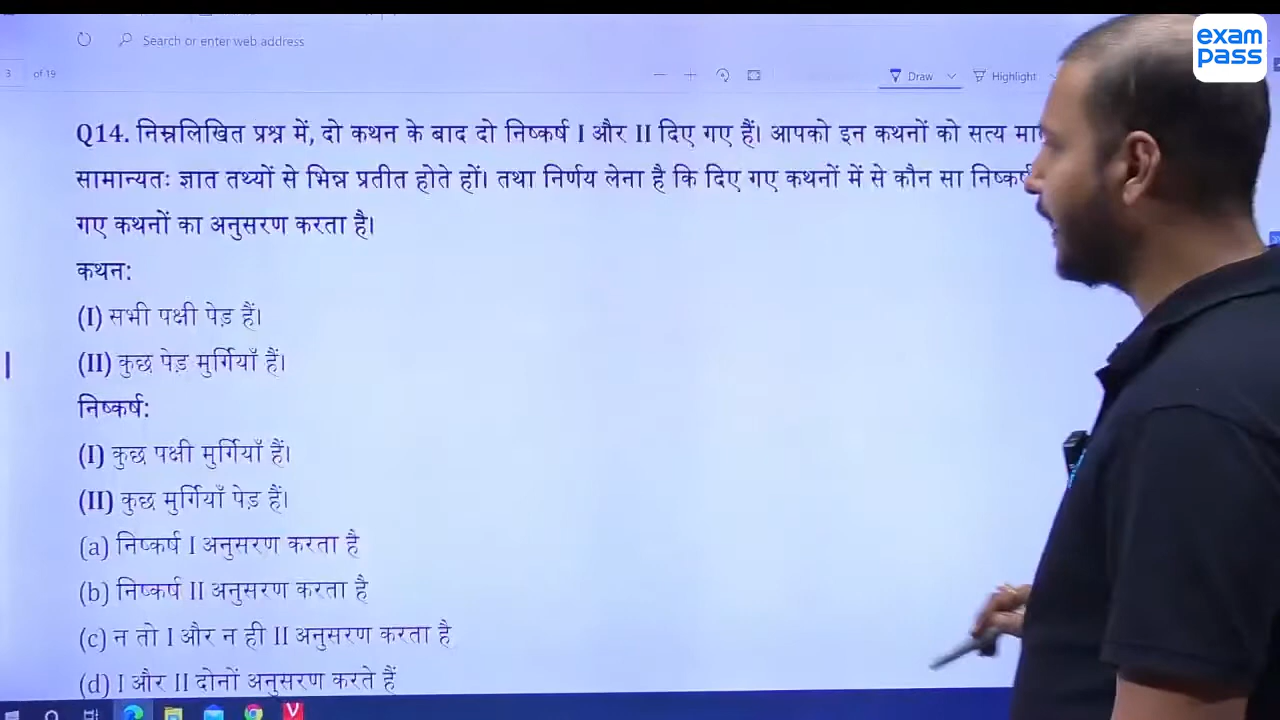 exam
pass
Search or enter web address
3 of 19
Draw
Highlight
Q14. निम्नलिखित प्रश्न में, दो कथन के बाद दो निष्कर्ष I और II दिए गए हैं। आपको इन कथनों को सत्य
सामान्यतः ज्ञात तथ्यों से भिन्न प्रतीत होते हों। तथा निर्णय लेना है कि दिए गए कथनों में से कौन सा निष्कर्ष
गए कथनों का अनुसरण करता है।
कथन:
(I) सभी पक्षी पेड़ हैं।
(II) कुछ पेड़ मुर्गियाँ हैं।
निष्कर्ष:
(I) कुछ पक्षी मुर्गियाँ हैं।
(II) कुछ मुर्गियाँ पेड़ हैं।
(a) निष्कर्ष I अनुसरण करता है
(b) निष्कर्ष II अनुसरण करता है
(c) न तो I और न ही II अनुसरण करता है
(d) I और II दोनों अनुसरण करते हैं